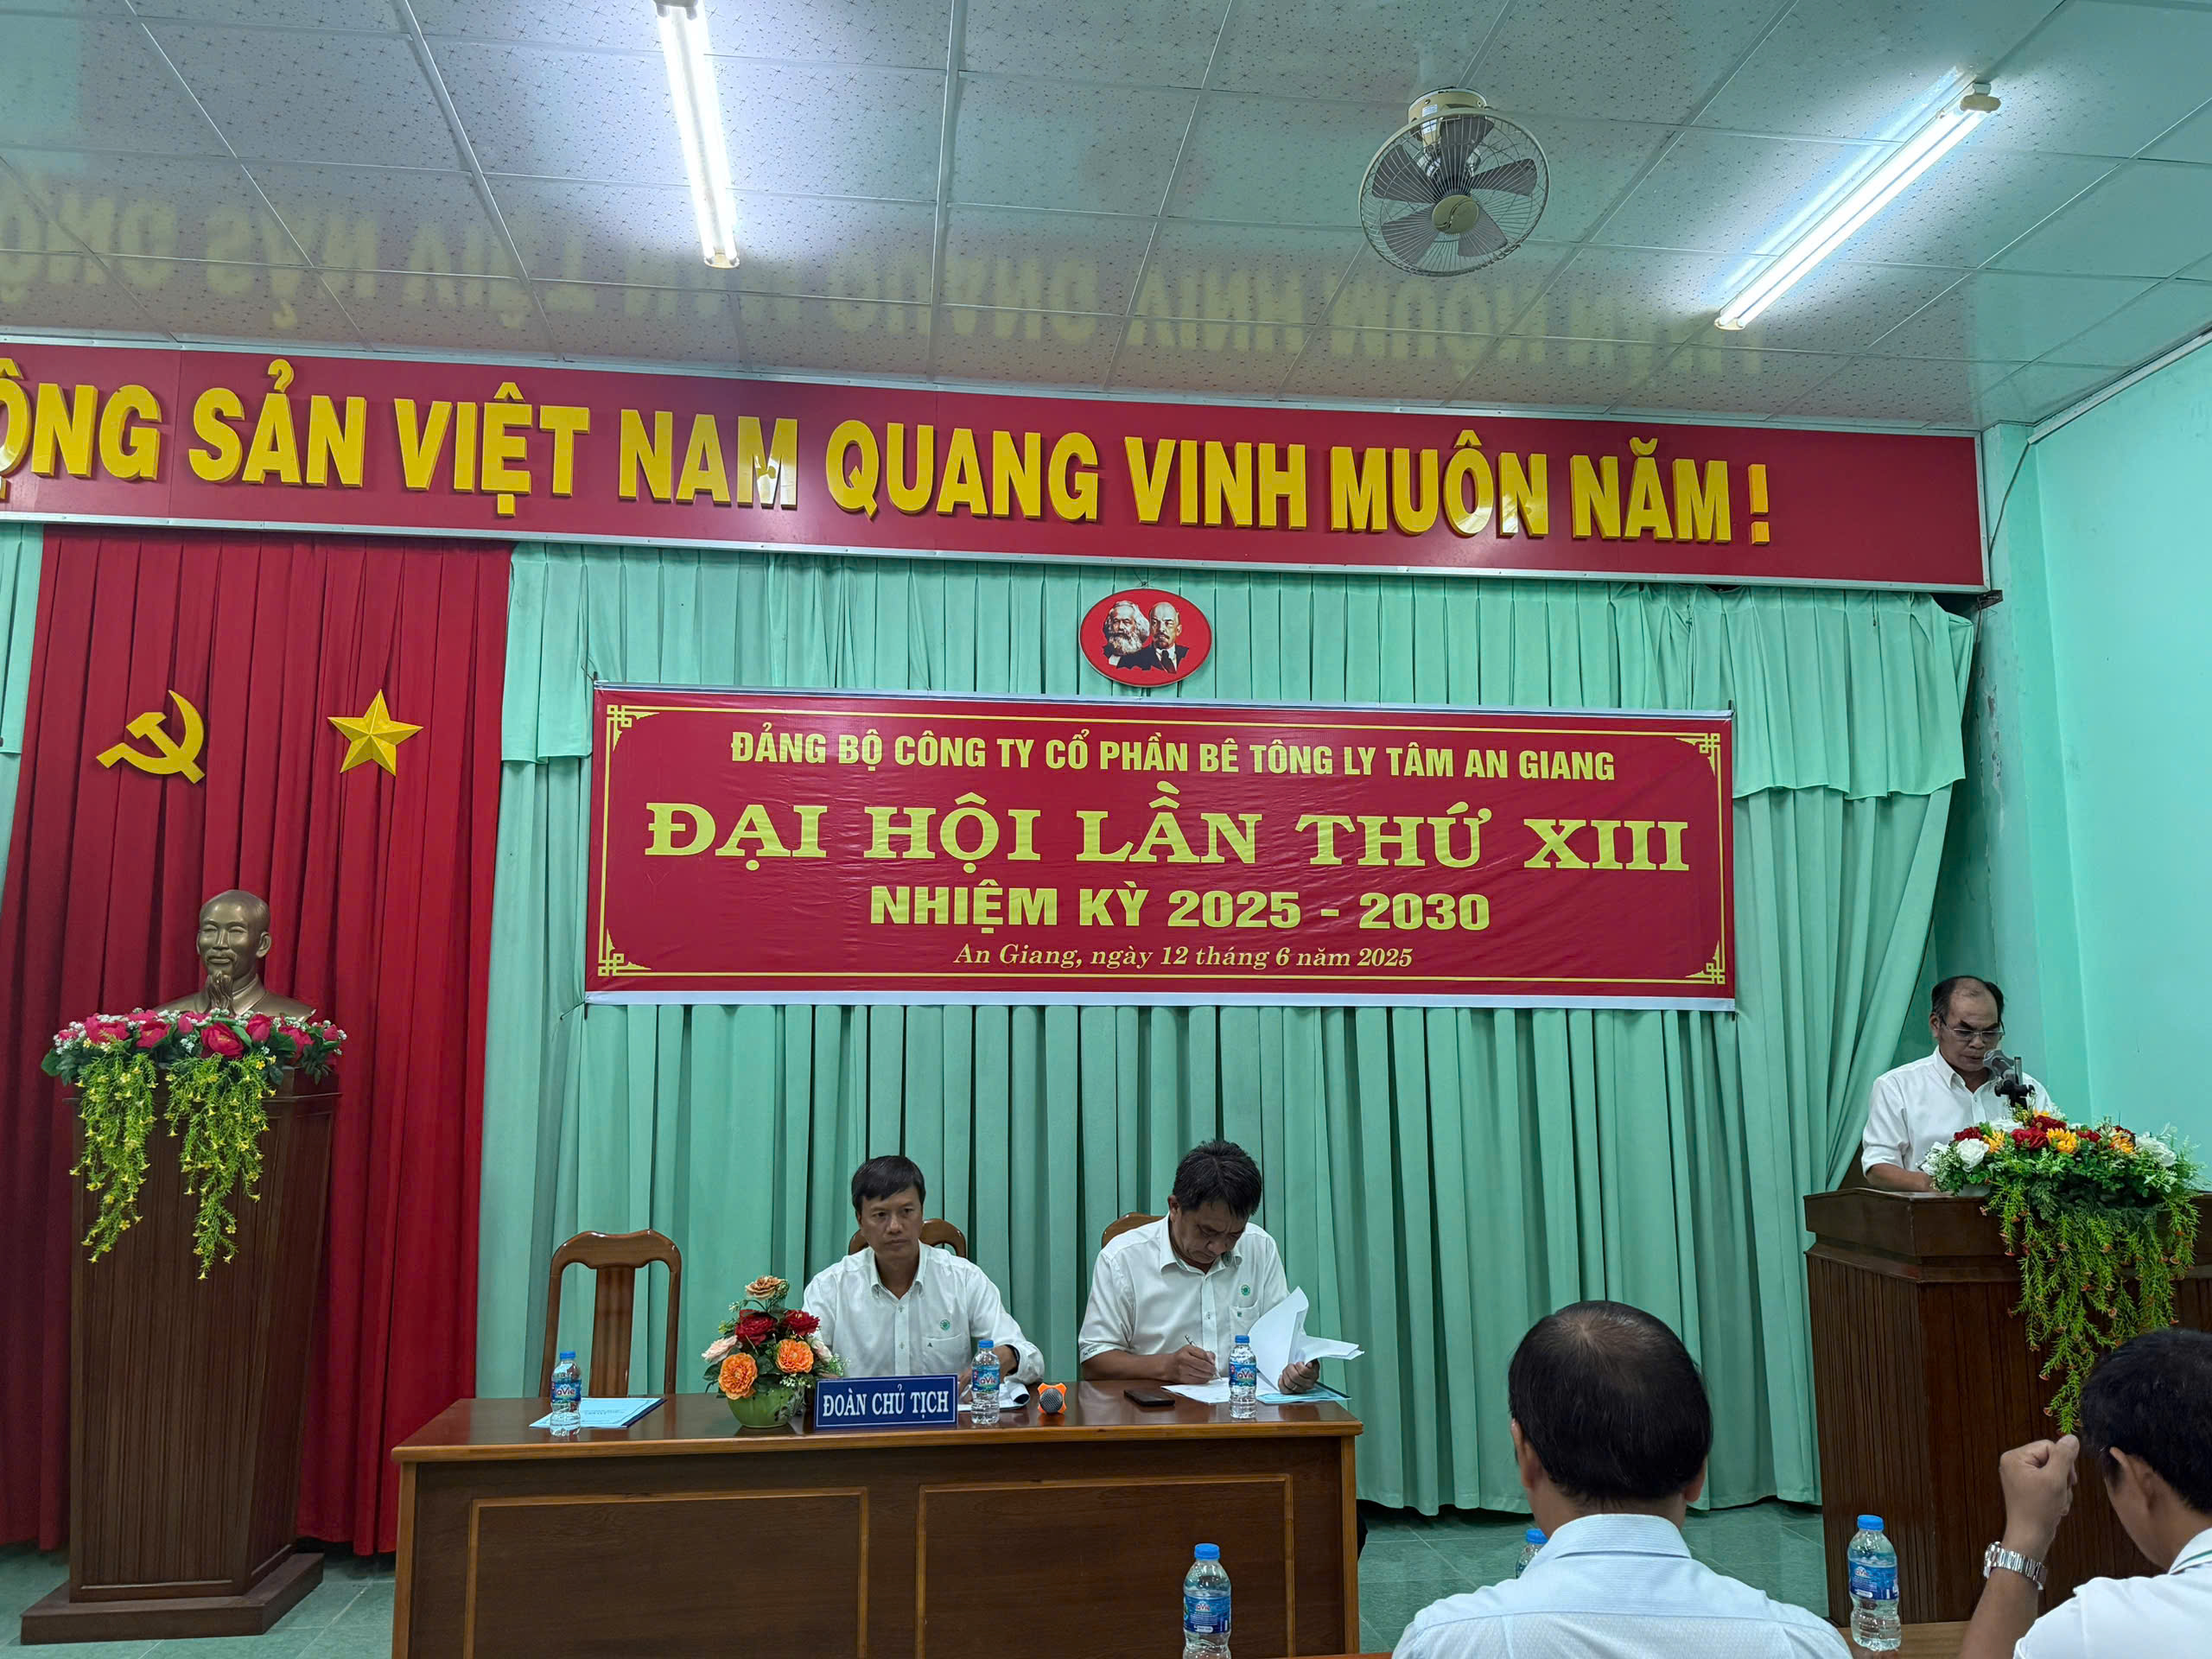 ỘNG SẢN VIỆT NAM QUANG VINH MUÔN NĂM !
ĐẢNG BỘ CÔNG TY CỔ PHẦN BÊ TÔNG LY TÂM AN GIANG
ĐẠI HỘI LẦN THỨ XIII
NHIỆM KỲ 2025 - 2030
An Giang, ngày 12 tháng 6 năm 2025
ĐOÀN CHỦ TỊCH